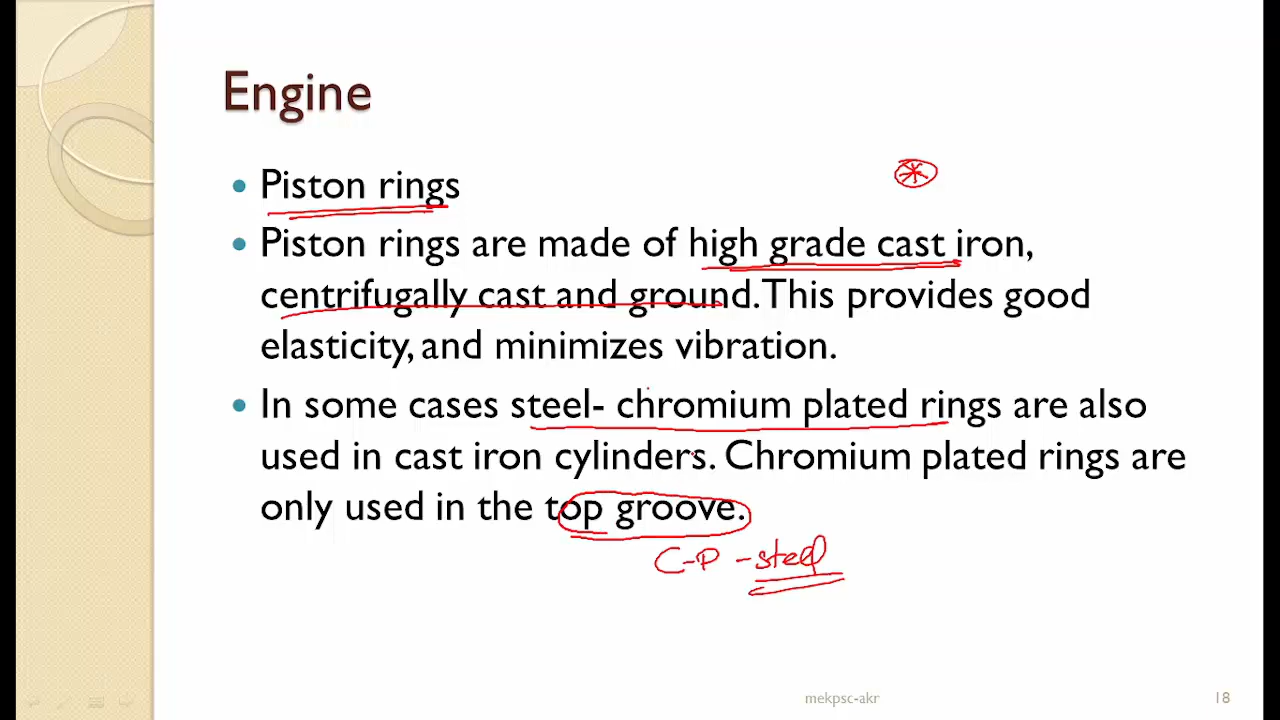 Engine
Piston rings
Piston rings are made of high grade cast iron,
centrifugally cast and ground. This provides good
elasticity, and minimizes vibration.
In some cases steel- chromium plated rings are also
used in cast iron cylinders. Chromium plated rings are
only used in the top groove.
C-P - steel
mekpsc-akr 18